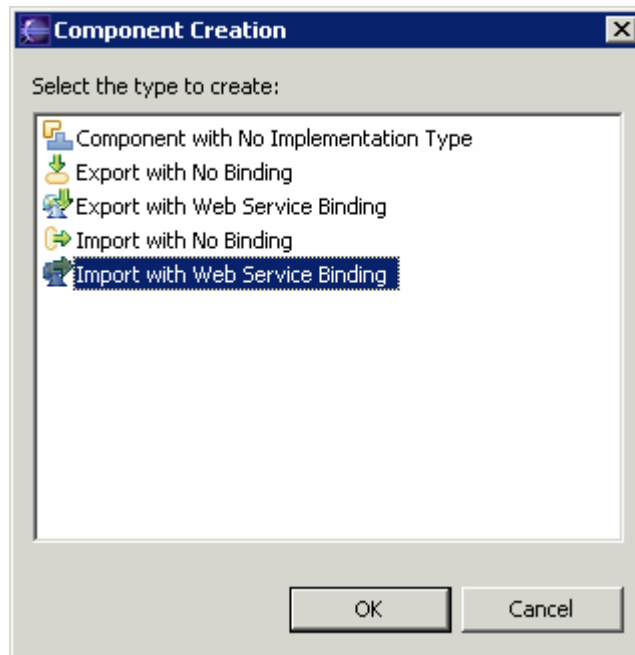 Component Creation
Select the type to create:
Component with No Implementation Type
Export with No Binding
Export with Web Service Binding
Import with No Binding
Import with Web Service Binding
OK Cancel